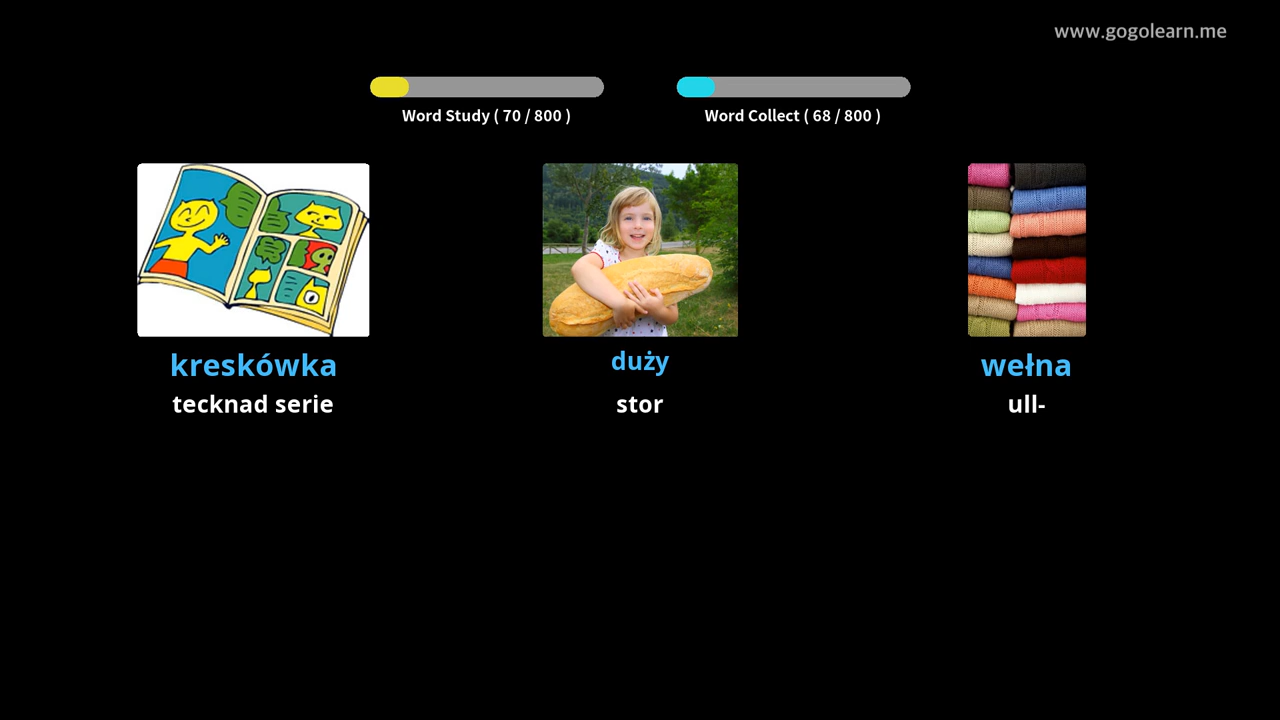 www.gogolearn.me
Word Study ( 70 / 800 )
Word Collect ( 68 / 800 )
kreskówka
duży
wełna
tecknad serie
stor
ull-